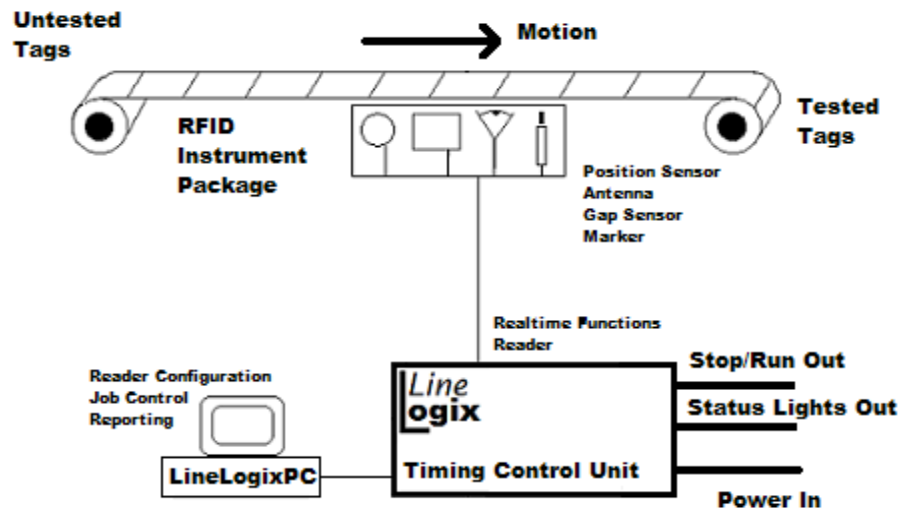 Untested
Tags
Motion
Tested
Tags
RFID
Instrument
Package
Position Sensor
Antenna
Gap Sensor
Marker
Realtime Functions
Reader
Reader Configuration
Job Control
Reporting
LineLogixPC
Line
Logix
Timing Control Unit
Stop/Run Out
Status Lights Out
Power In